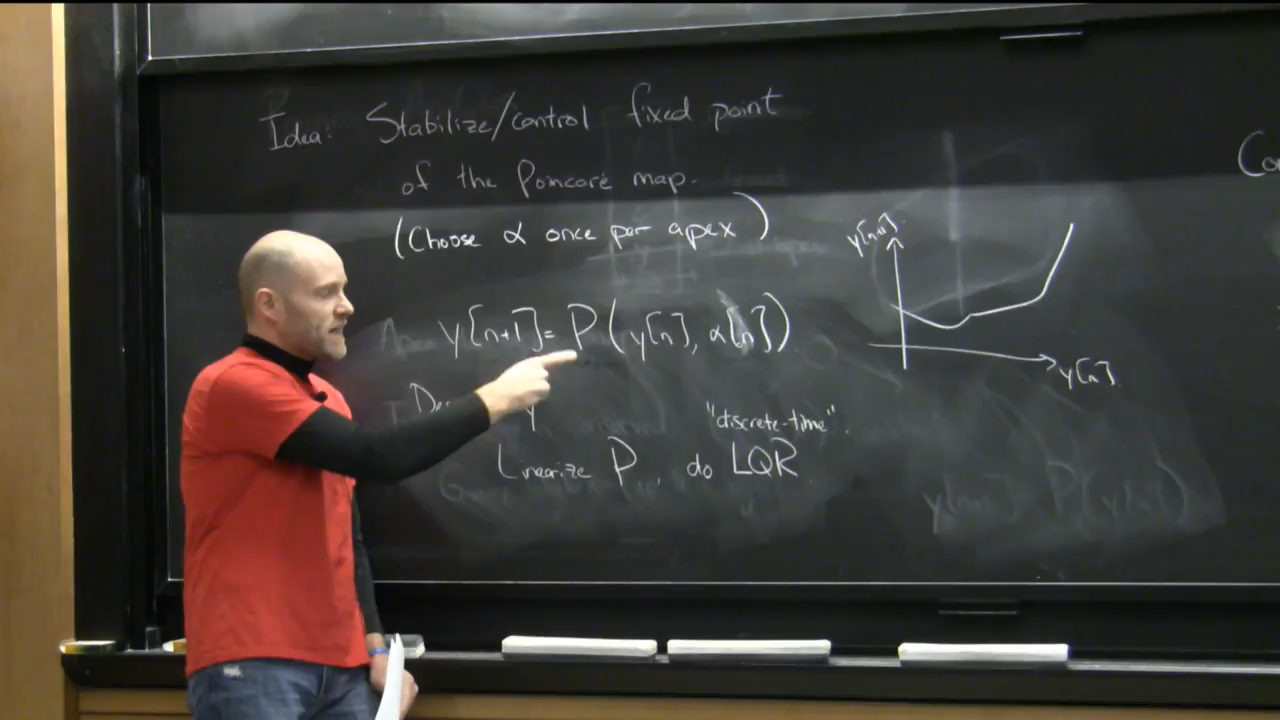 Idea: Stabilize/control fixed point
of the Poincaré map.
(Choose α once per apex)
y[n+1] = P(y[n], α[n])
"discrete-time".
Linearize P, do LQR
y[n+1]
y[n].
y[n+1] P(y[n])